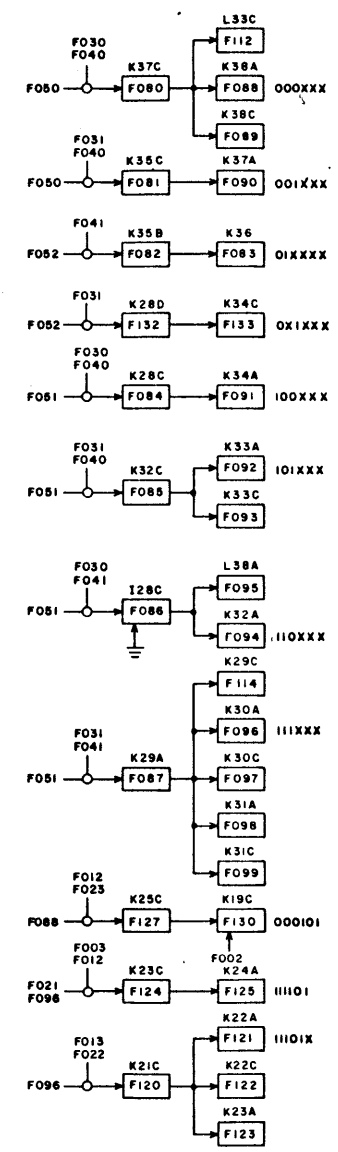 L33C
F030
F040
F112
K37C
K38A
F050
F080
F088
000XXX
K38C
F089
F031
F040
K35C
K37A
F050
F081
F090
001XXX
F041
K35B
K36
F052
F082
F083
01XXXX
F031
K28D
K34C
F052
F132
F133
0X1XXX
F030
F040
K28C
K34A
F051
F084
F091
100XXX
F031
F040
K33A
F092
101XXX
K32C
F051
F085
K33C
F093
F030
F041
L38A
F095
I28C
F051
F086
K32A
F094
110XXX
K29C
F114
F031
F041
K30A
F096
111XXX
K29A
K30C
F051
F087
F097
K31A
F098
K31C
F099
F012
F023
K25C
K19C
F088
F127
F130
000101
F002
F003
F012
K23C
K24A
F021
F096
F124
F125
111101
F013
F022
K22A
F121
11101X
K21C
K22C
F096
F120
F122
K23A
F123